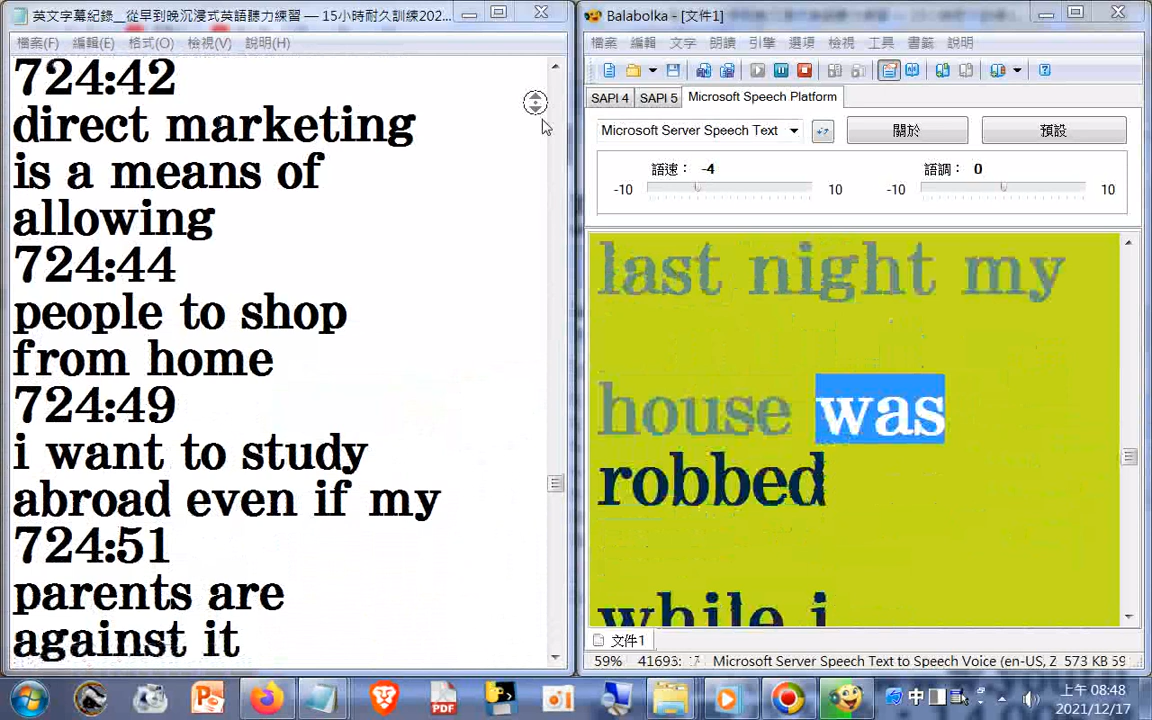 英文字幕紀錄__從早到晚沉浸式英語聽力練習 — 15小時耐久訓練202...
檔案(F) 編輯(E) 格式(O) 檢視(V) 說明(H)
724:42
direct marketing
is a means of
allowing
724:44
people to shop
from home
724:49
i want to study
abroad even if my
724:51
parents are
against it
Balabolka - [文件1]
檔案 編輯 文字 朗讀 引擎 選項 檢視 工具 書籤 說明
SAPI 4 SAPI 5 Microsoft Speech Platform
Microsoft Server Speech Text 關於 預設
語速： -4 語調： 0
-10 10 -10 10
last night my
house was
robbed
while i
文件1
59% 41693: Microsoft Server Speech Text to Speech Voice (en-US, Z 573 KB 59
PDF
中
上午 08:48
2021/12/17